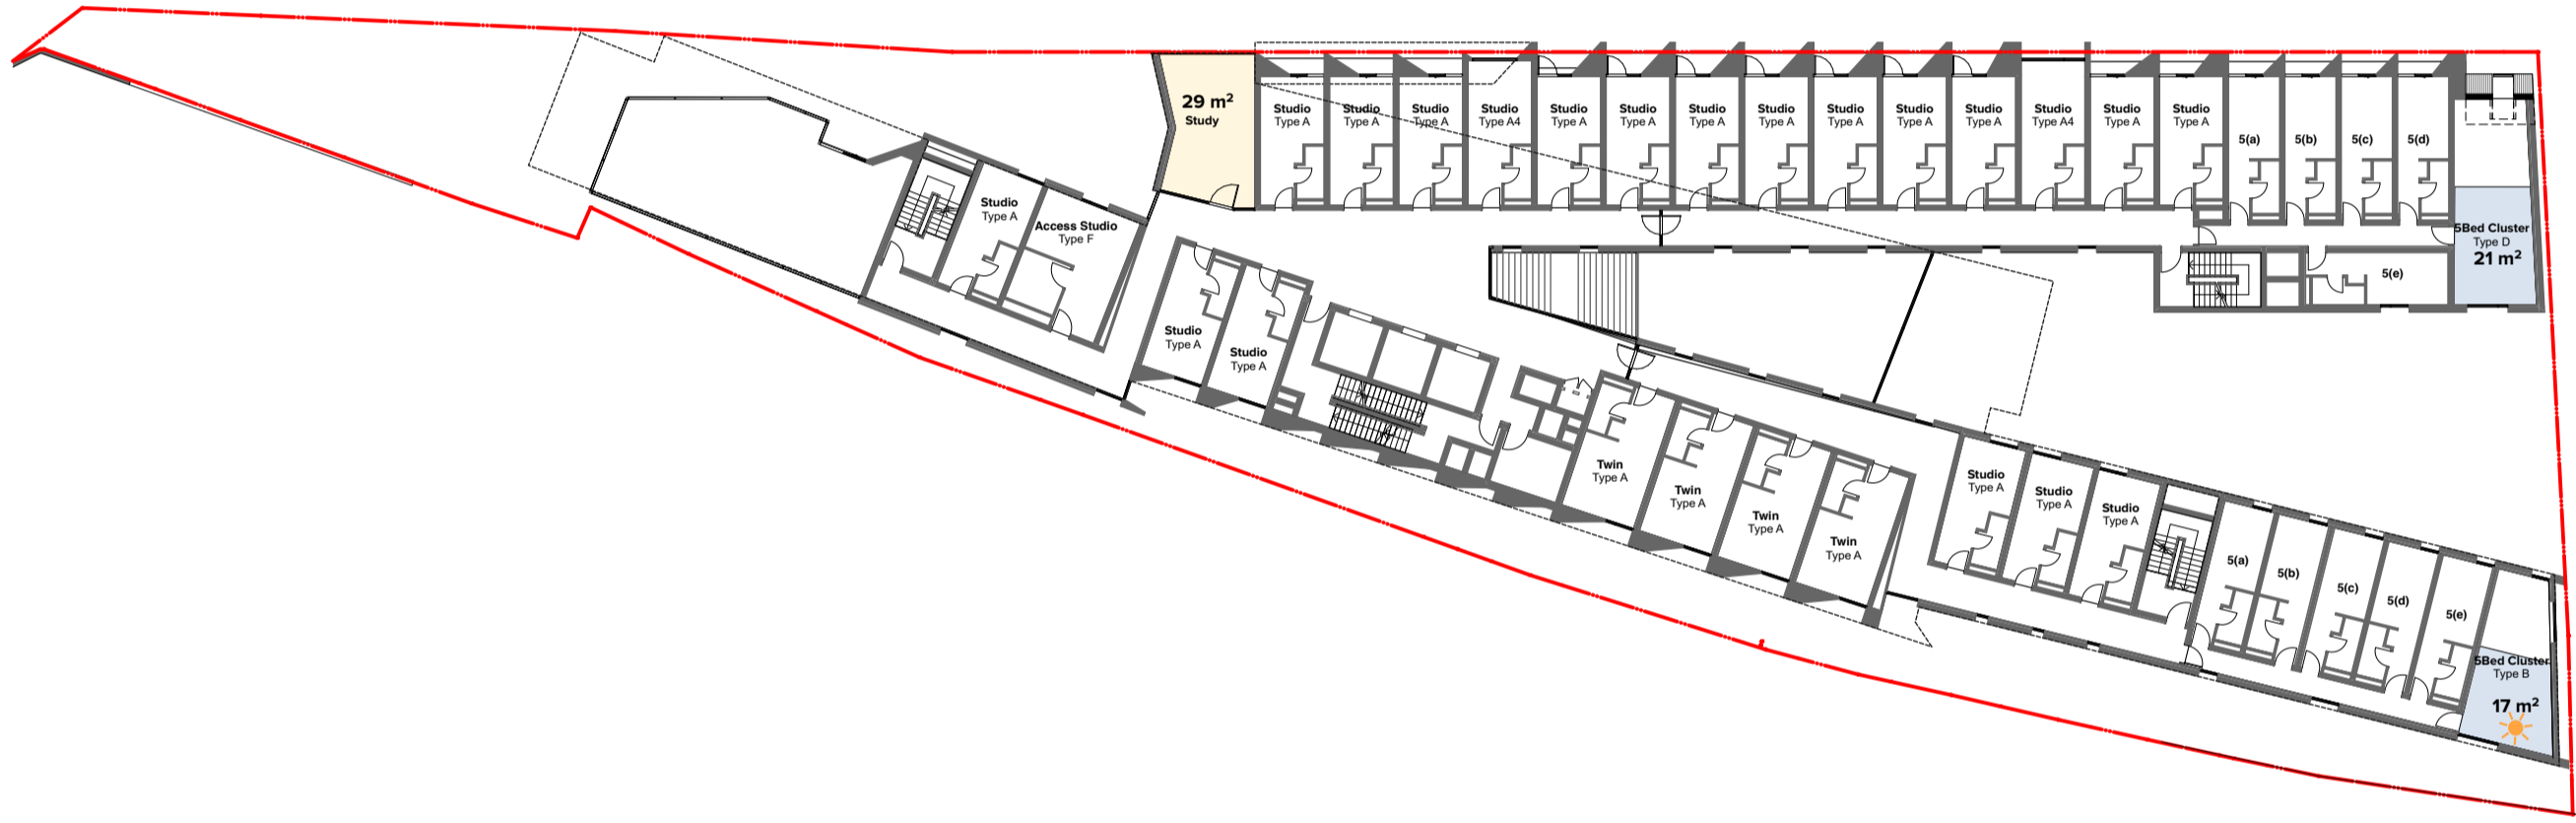 29 m²
Study
Studio
Type A
Studio
Type A
Studio
Type A
Studio
Type A4
Studio
Type A
Studio
Type A
Studio
Type A
Studio
Type A
Studio
Type A
Studio
Type A
Studio
Type A
Studio
Type A4
Studio
Type A
Studio
Type A
5(a)
5(b)
5(c)
5(d)
5Bed Cluster
Type D
21 m²
5(e)
Studio
Type A
Access Studio
Type F
Studio
Type A
Studio
Type A
Twin
Type A
Twin
Type A
Twin
Type A
Twin
Type A
Studio
Type A
Studio
Type A
Studio
Type A
5(a)
5(b)
5(c)
5(d)
5(e)
5Bed Cluster
Type B
17 m²